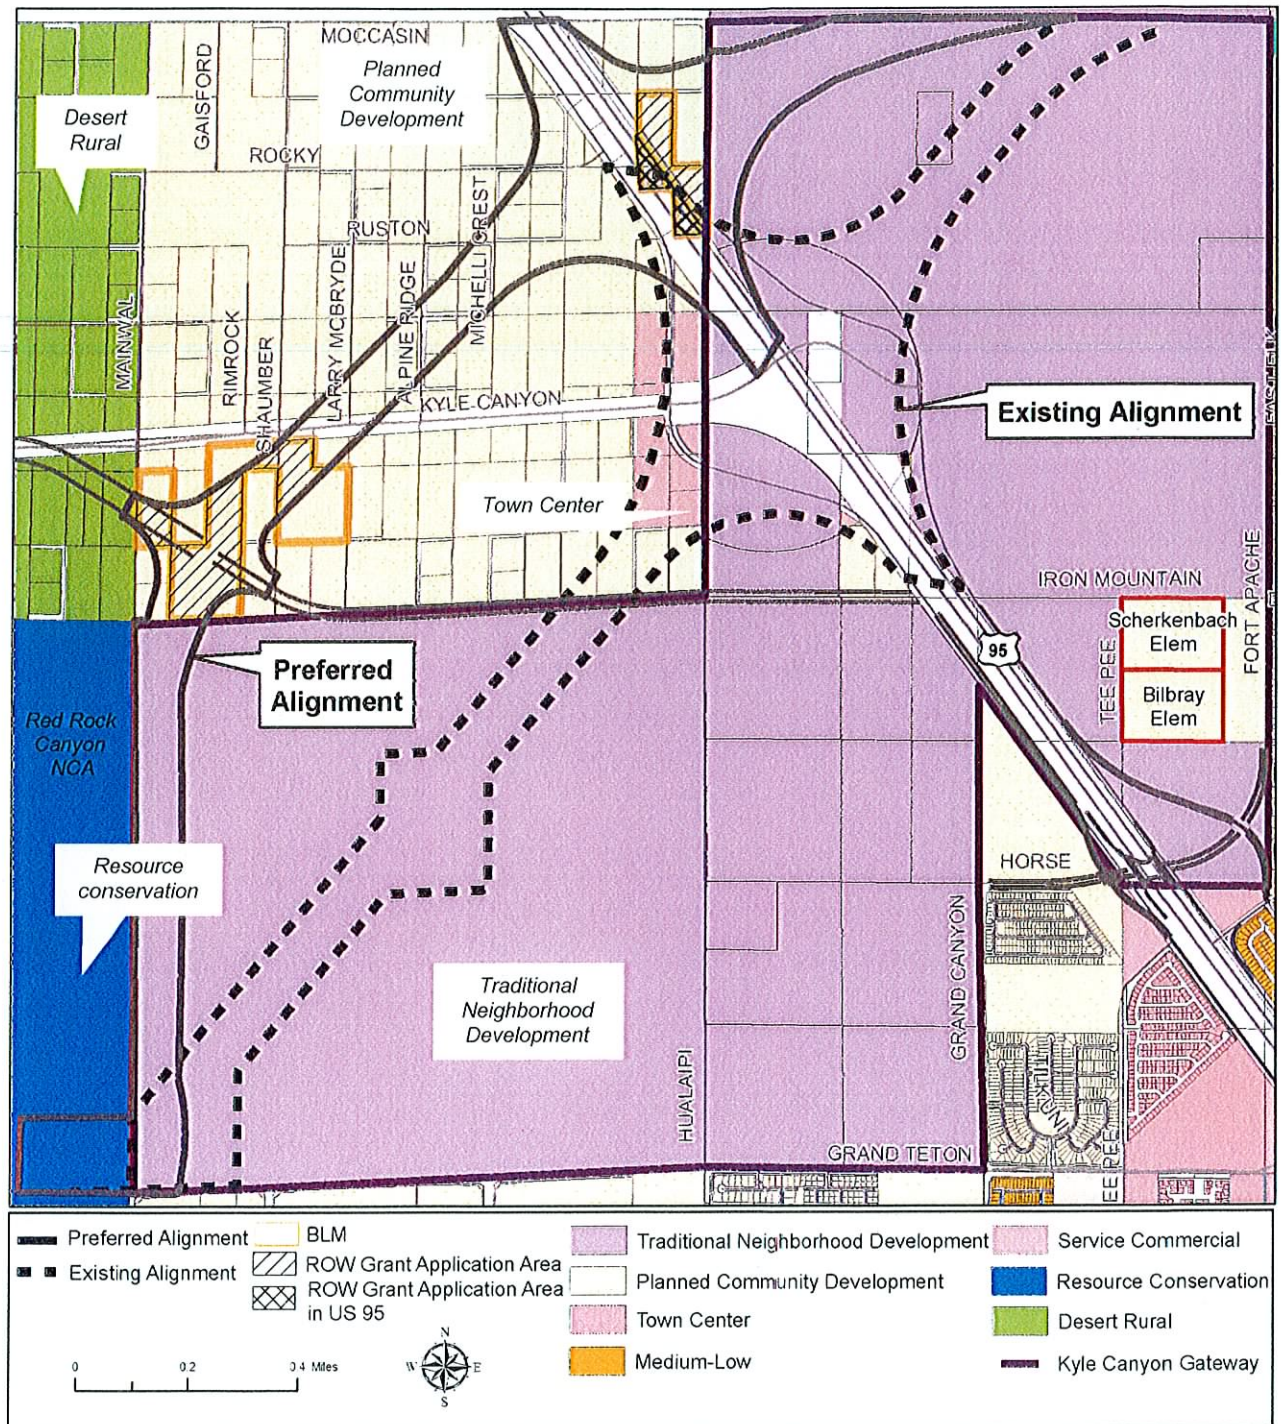 MOCCASIN
Planned
Community
Development
GAISFORD
Desert
Rural
ROCKY
RUSTON
CREST
MICHELLI
ALPINE RIDGE
LARRY MCBRYDE
MAINWAL
RIMROCK
SHAUMBER
KYLE CANYON
Existing Alignment
Town Center
IRON MOUNTAIN
FORT APACHE
Scherkenbach
Elem
95
TEE PEE
Bilbray
Elem
Preferred
Alignment
Red Rock
Canyon
NCA
Resource
conservation
HORSE
GRAND CANYON
Traditional
Neighborhood
Development
HUALAPI
GRAND TETON
Preferred Alignment
Existing Alignment
BLM
ROW Grant Application Area
ROW Grant Application Area
in US 95
Traditional Neighborhood Development
Planned Community Development
Town Center
Medium-Low
Service Commercial
Resource Conservation
Desert Rural
Kyle Canyon Gateway
0 0.2 0.4 Miles
N
W E
S